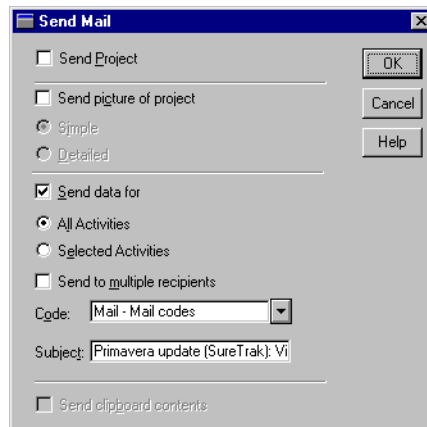 Send Mail
Send Project
OK
Send picture of project
Cancel
Simple
Help
Detailed
Send data for
All Activities
Selected Activities
Send to multiple recipients
Code: Mail - Mail codes
Subject: Primavera update (SureTrak): Vi
Send clipboard contents